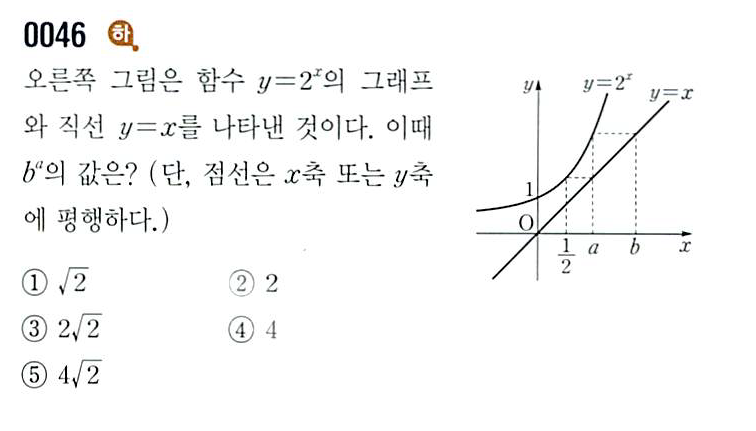 0046 하
오른쪽 그림은 함수 y=2ˣ의 그래프
와 직선 y=x를 나타낸 것이다. 이때
bᵃ의 값은? (단, 점선은 x축 또는 y축
에 평행하다.)
① √2 ② 2
③ 2√2 ④ 4
⑤ 4√2
y y=2ˣ y=x
1
O 1/2 a b x